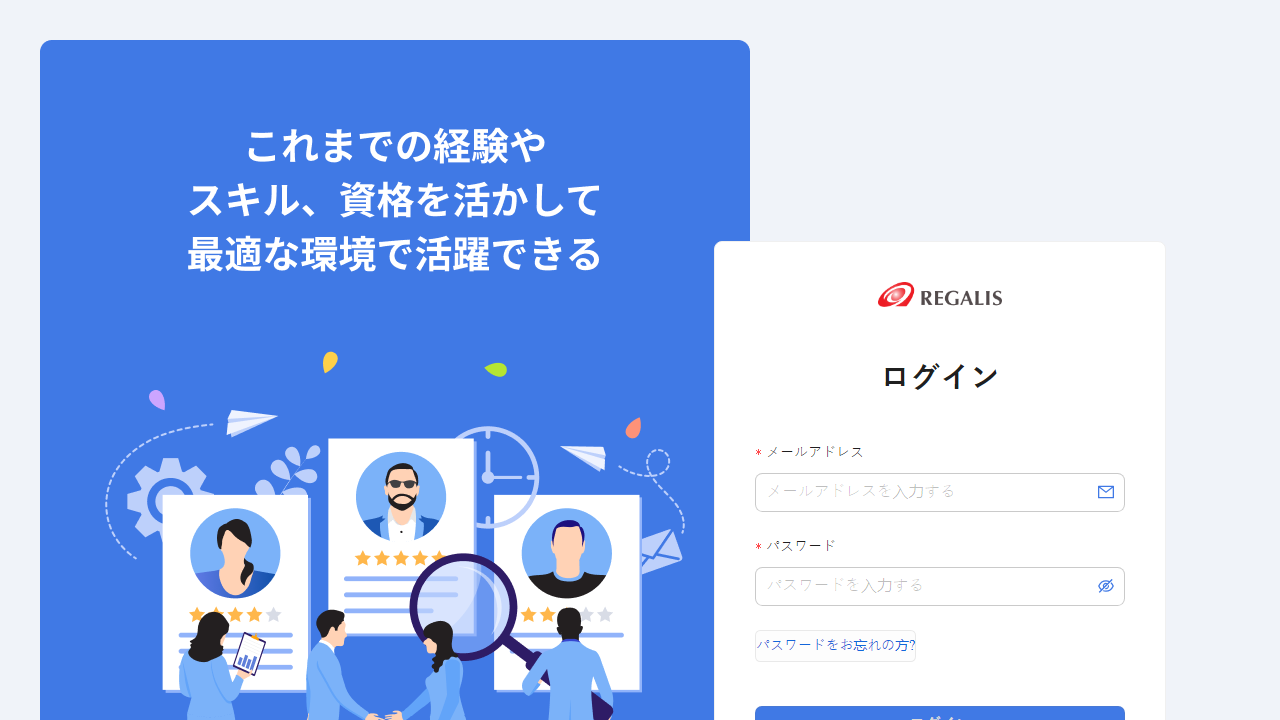 これまでの経験や
スキル、資格を活かして
最適な環境で活躍できる
REGALIS
ログイン
* メールアドレス
メールアドレスを入力する
* パスワード
パスワードを入力する
パスワードをお忘れの方?
ログイン